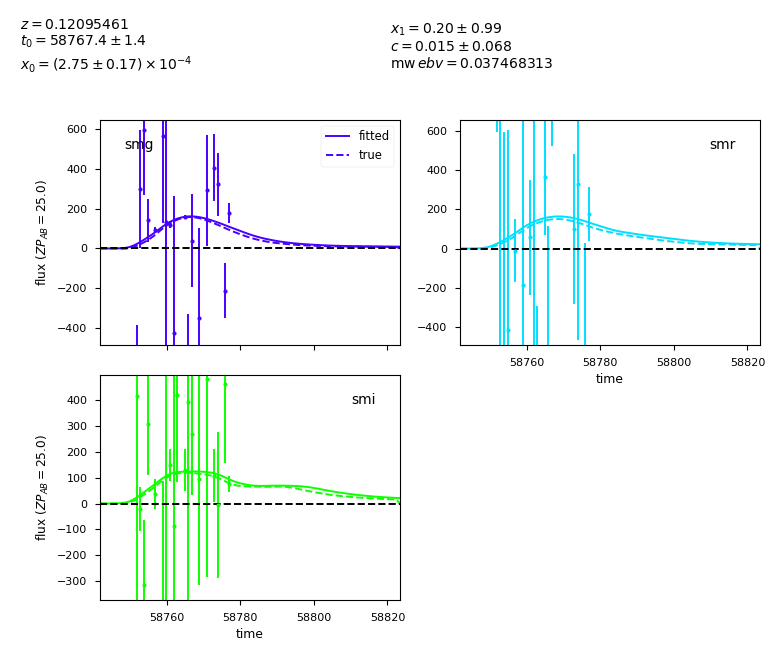 z = 0.12095461
t₀ = 58767.4 ± 1.4
x₀ = (2.75 ± 0.17) × 10⁻⁴
x₁ = 0.20 ± 0.99
c = 0.015 ± 0.068
mw ebv = 0.037468313
smg
fitted
true
600
400
200
0
−200
−400
flux (ZP_AB = 25.0)
smr
600
400
200
0
−200
−400
58760 58780 58800 58820
time
smi
400
300
200
100
0
−100
−200
−300
flux (ZP_AB = 25.0)
58760 58780 58800 58820
time